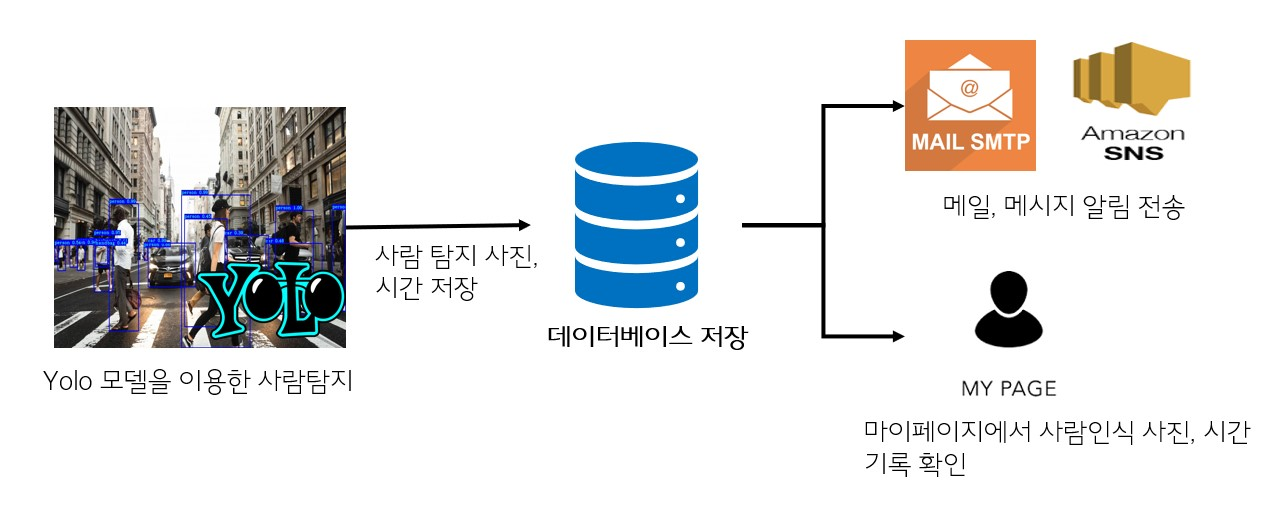 MAIL SMTP
Amazon
SNS
메일, 메시지 알림 전송
person 0.99
YOLO
사람 탐지 사진,
시간 저장
데이터베이스 저장
Yolo 모델을 이용한 사람탐지
MY PAGE
마이페이지에서 사람인식 사진, 시간
기록 확인